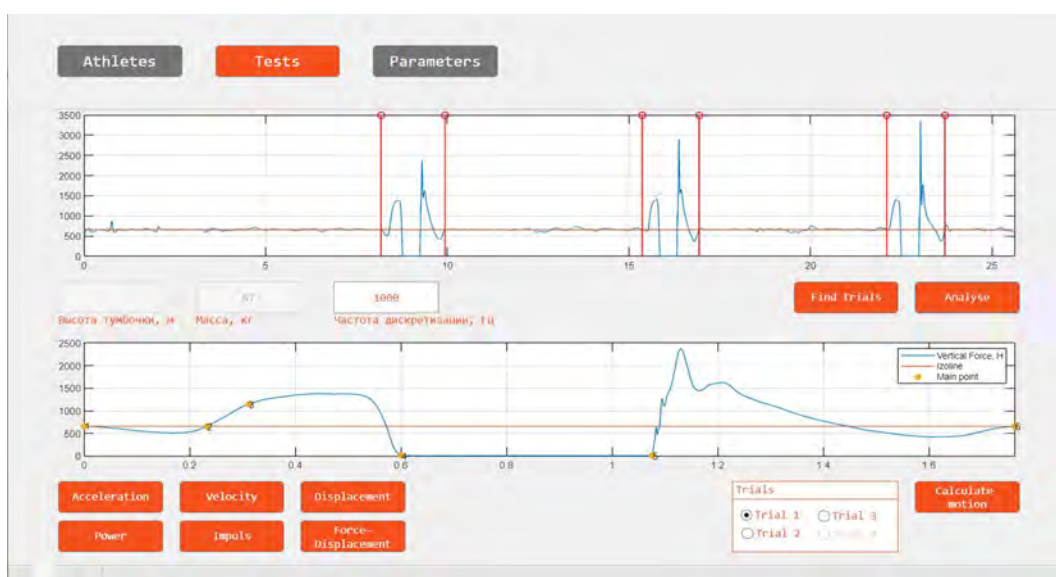 Athletes Tests Parameters
3500
3000
2500
2000
1500
1000
500
0
0 5 10 15 20 25
67 1000 Find trials Analyse
Высота тумбочки, м Масса, кг Частота дискретизации, гц
2500
2000
1500
1000
500
0
Vertical Force, H
Izoline
Main point
0 0.2 0.4 0.6 0.8 1 1.2 1.4 1.6
Acceleration Velocity Displacement Trials Calculate motion
Trial 1 Trial 3
Power Impuls Force-Displacement Trial 2